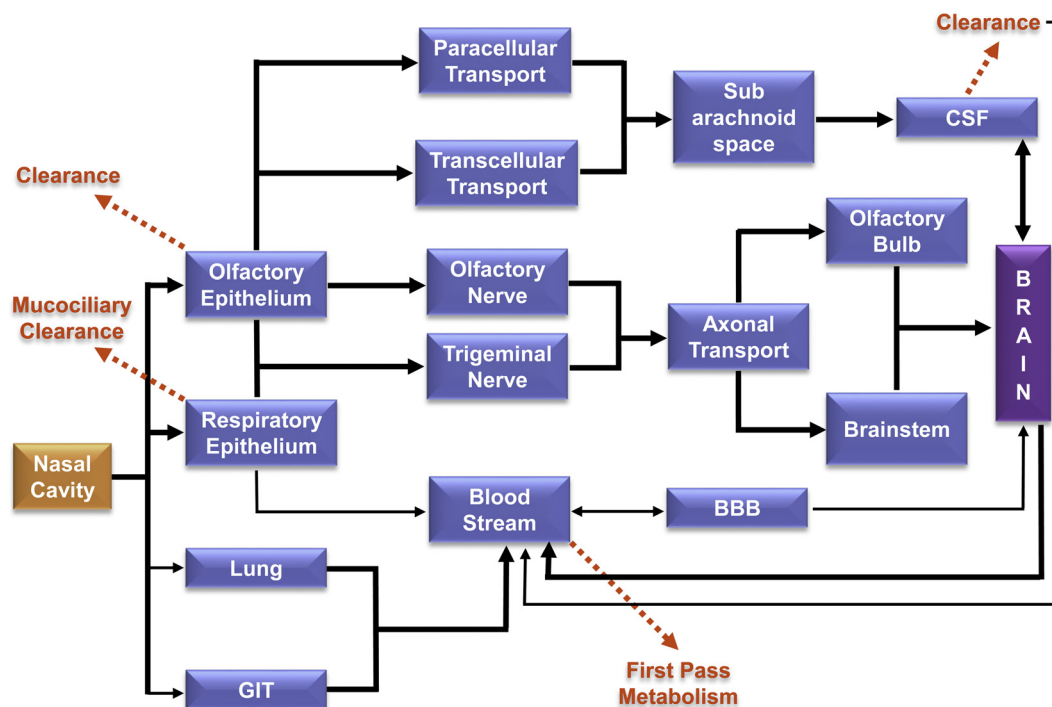 Clearance
Paracellular
Transport
Sub
arachnoid
space
CSF
Transcellular
Transport
Clearance
Olfactory
Bulb
Olfactory
Epithelium
Olfactory
Nerve
BRAIN
Mucociliary
Clearance
Axonal
Transport
Trigeminal
Nerve
Respiratory
Epithelium
Brainstem
Nasal
Cavity
Blood
Stream
BBB
Lung
First Pass
Metabolism
GIT